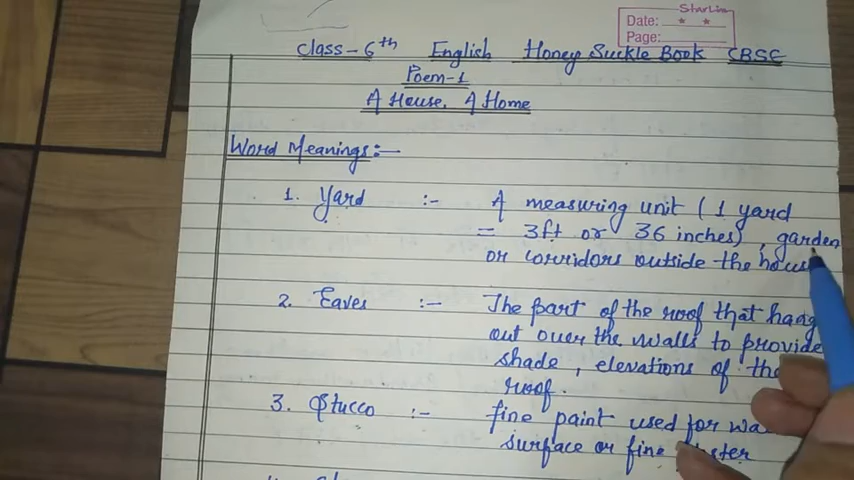 StarLine
Date:
Page:
Class-6th English Honey Suckle Book CBSE
Poem-1
A House, A Home
Word Meanings:-
1. Yard :- A measuring unit (1 yard
= 3ft or 36 inches), garden
or corridors outside the
2. Eaves :- The part of the roof that hang
out over the walls to provide
shade, elevations of the
roof.
3. Stucco :- fine paint used for
surface or fine